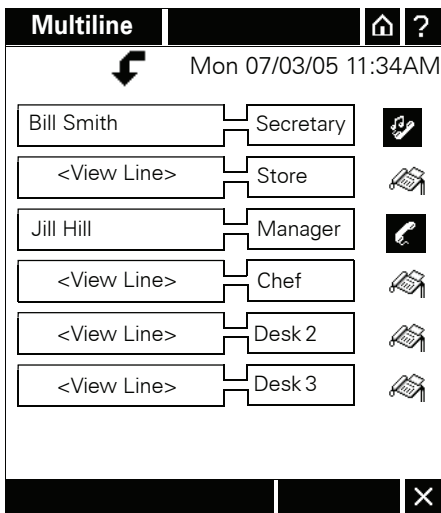 Multiline ?
Mon 07/03/05 11:34AM
Bill Smith Secretary
<View Line> Store
Jill Hill Manager
<View Line> Chef
<View Line> Desk 2
<View Line> Desk 3